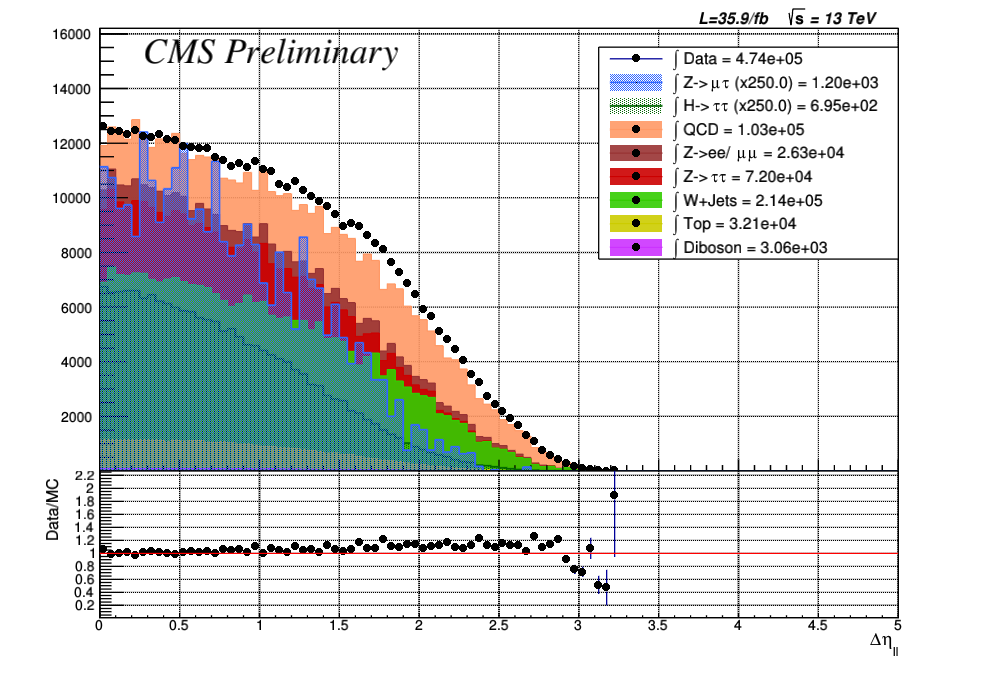 L=35.9/fb √s = 13 TeV
CMS Preliminary
∫ Data = 4.74e+05
∫ Z->μτ (x250.0) = 1.20e+03
∫ H->ττ (x250.0) = 6.95e+02
∫ QCD = 1.03e+05
∫ Z->ee/ μμ = 2.63e+04
∫ Z->ττ = 7.20e+04
∫ W+Jets = 2.14e+05
∫ Top = 3.21e+04
∫ Diboson = 3.06e+03
16000
14000
12000
10000
8000
6000
4000
2000
Data/MC
2.2
2
1.8
1.6
1.4
1.2
1
0.8
0.6
0.4
0.2
0 0.5 1 1.5 2 2.5 3 3.5 4 4.5 5
Δη_ll